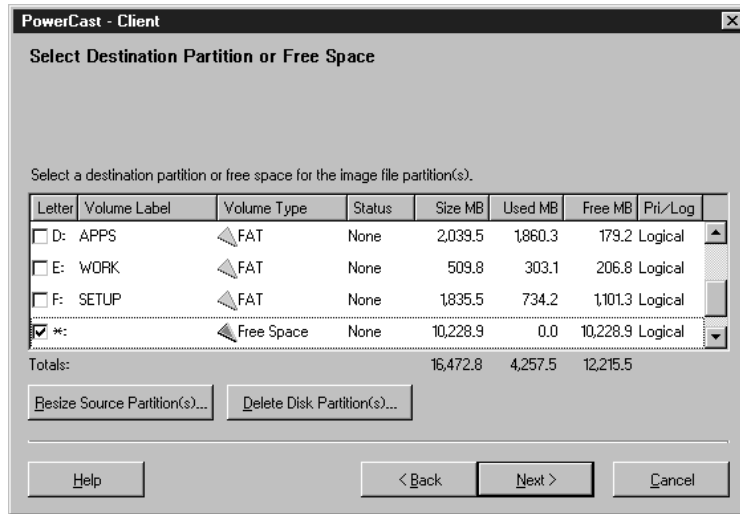 PowerCast - Client
Select Destination Partition or Free Space
Select a destination partition or free space for the image file partition(s).
Letter Volume Label Volume Type Status Size MB Used MB Free MB Pri/Log
D: APPS FAT None 2,039.5 1,860.3 179.2 Logical
E: WORK FAT None 509.8 303.1 206.8 Logical
F: SETUP FAT None 1,835.5 734.2 1,101.3 Logical
*: Free Space None 10,228.9 0.0 10,228.9 Logical
Totals: 16,472.8 4,257.5 12,215.5
Resize Source Partition(s)... Delete Disk Partition(s)...
Help < Back Next > Cancel